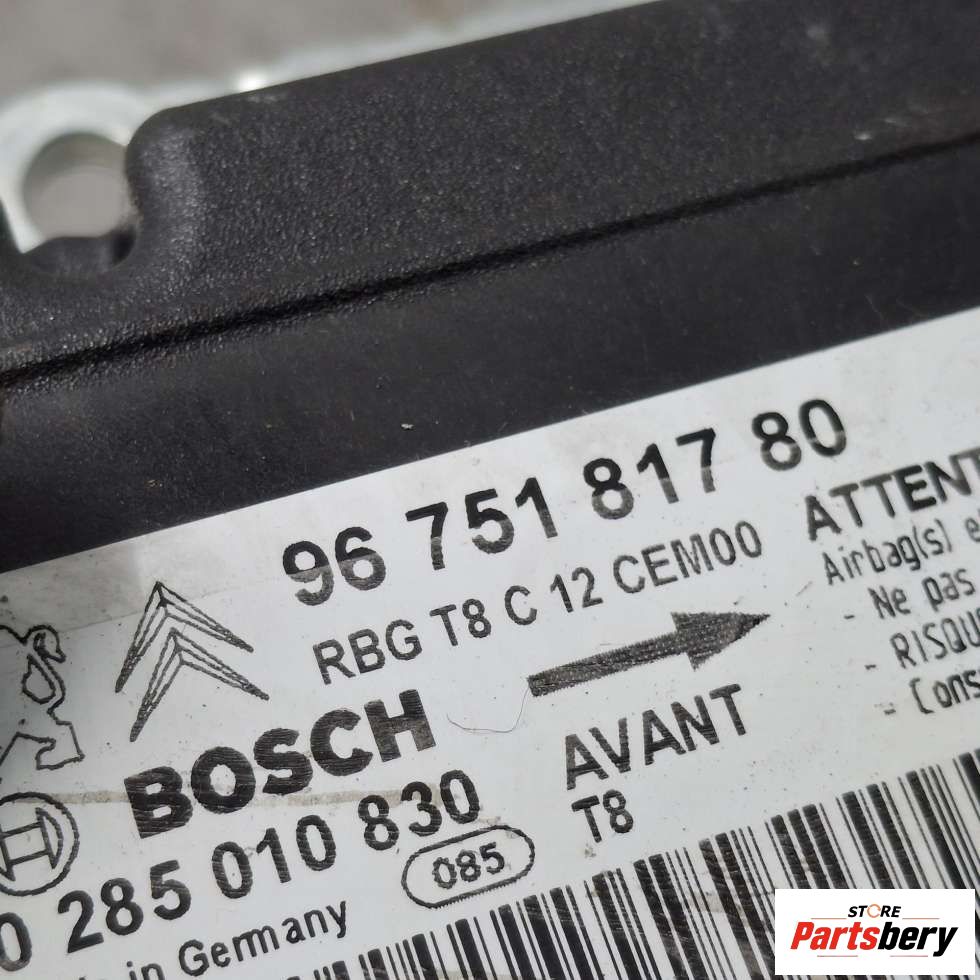 96 751 817 80
RBG T8 C 12 CEM00
BOSCH
0 285 010 830
085
in Germany
AVANT
T8
ATTENT
Airbag(s) e
- Ne pas
- RISQU
- Cons
STORE
Partsbery